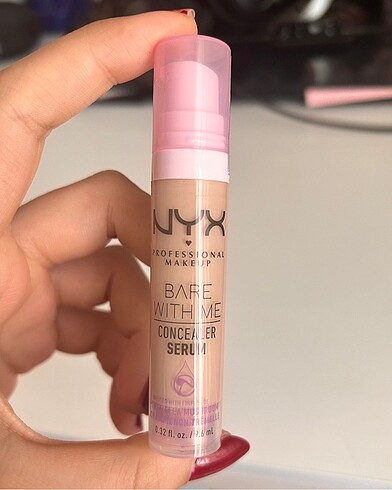 NYX
PROFESSIONAL
MAKEUP
BARE
WITH ME
CONCEALER
SERUM
0.32 fl. oz. / 9.6 mL